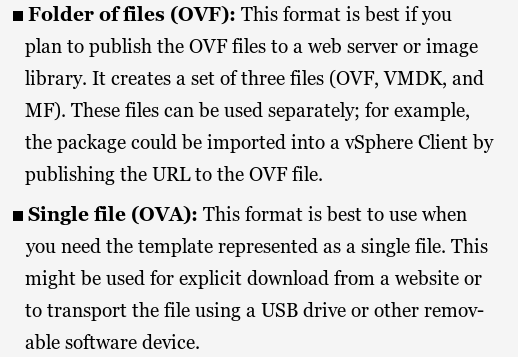 ■ Folder of files (OVF): This format is best if you
plan to publish the OVF files to a web server or image
library. It creates a set of three files (OVF, VMDK, and
MF). These files can be used separately; for example,
the package could be imported into a vSphere Client by
publishing the URL to the OVF file.
■ Single file (OVA): This format is best to use when
you need the template represented as a single file. This
might be used for explicit download from a website or
to transport the file using a USB drive or other remov-
able software device.